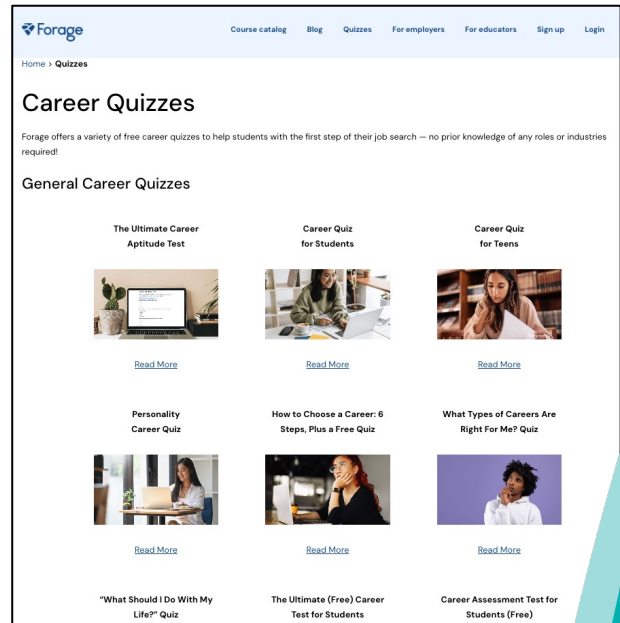 Forage
Course catalog Blog Quizzes For employers For educators Sign up Login
Home › Quizzes
Career Quizzes
Forage offers a variety of free career quizzes to help students with the first step of their job search — no prior knowledge of any roles or industries
required!
General Career Quizzes
The Ultimate Career
Aptitude Test
Read More
Career Quiz
for Students
Read More
Career Quiz
for Teens
Read More
Personality
Career Quiz
Read More
How to Choose a Career: 6
Steps, Plus a Free Quiz
Read More
What Types of Careers Are
Right For Me? Quiz
Read More
“What Should I Do With My
Life?” Quiz
The Ultimate (Free) Career
Test for Students
Career Assessment Test for
Students (Free)